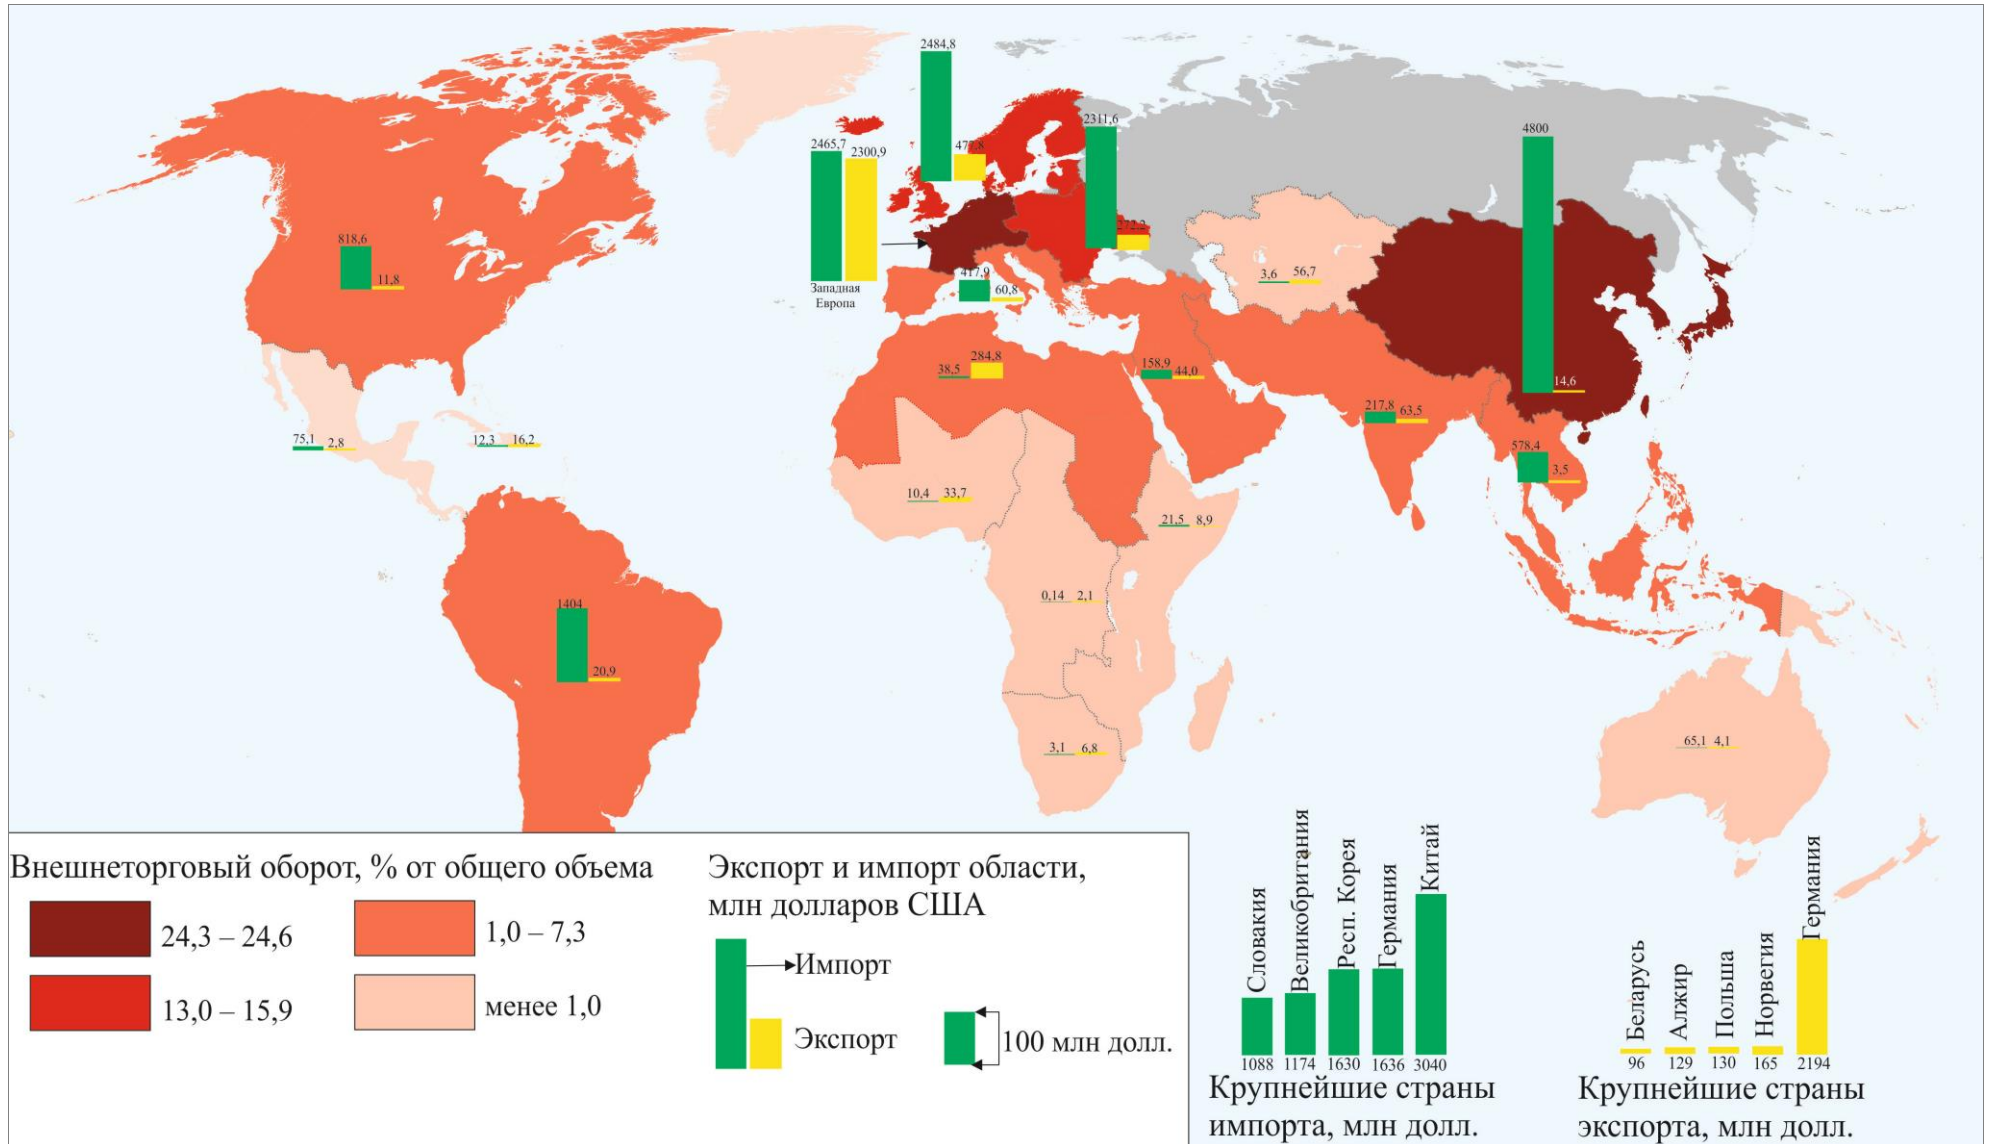 2484,8
477,8
2311,6
272,2
4800
14,6
2465,7
2300,9
Западная
Европа
818,6
11,8
417,9
60,8
3,6
56,7
38,5
284,8
158,9
44,0
217,8
63,5
75,1
2,8
12,3
16,2
578,4
3,5
10,4
33,7
21,5
8,9
0,14
2,1
1404
20,9
3,1
6,8
65,1
4,1
Внешнеторговый оборот, % от общего объема
24,3 – 24,6
1,0 – 7,3
13,0 – 15,9
менее 1,0
Экспорт и импорт области,
млн долларов США
Импорт
Экспорт
100 млн долл.
Словакия
Великобритания
Респ. Корея
Германия
Китай
1088
1174
1630
1636
3040
Крупнейшие страны
импорта, млн долл.
Беларусь
Алжир
Польша
Норвегия
Германия
96
129
130
165
2194
Крупнейшие страны
экспорта, млн долл.